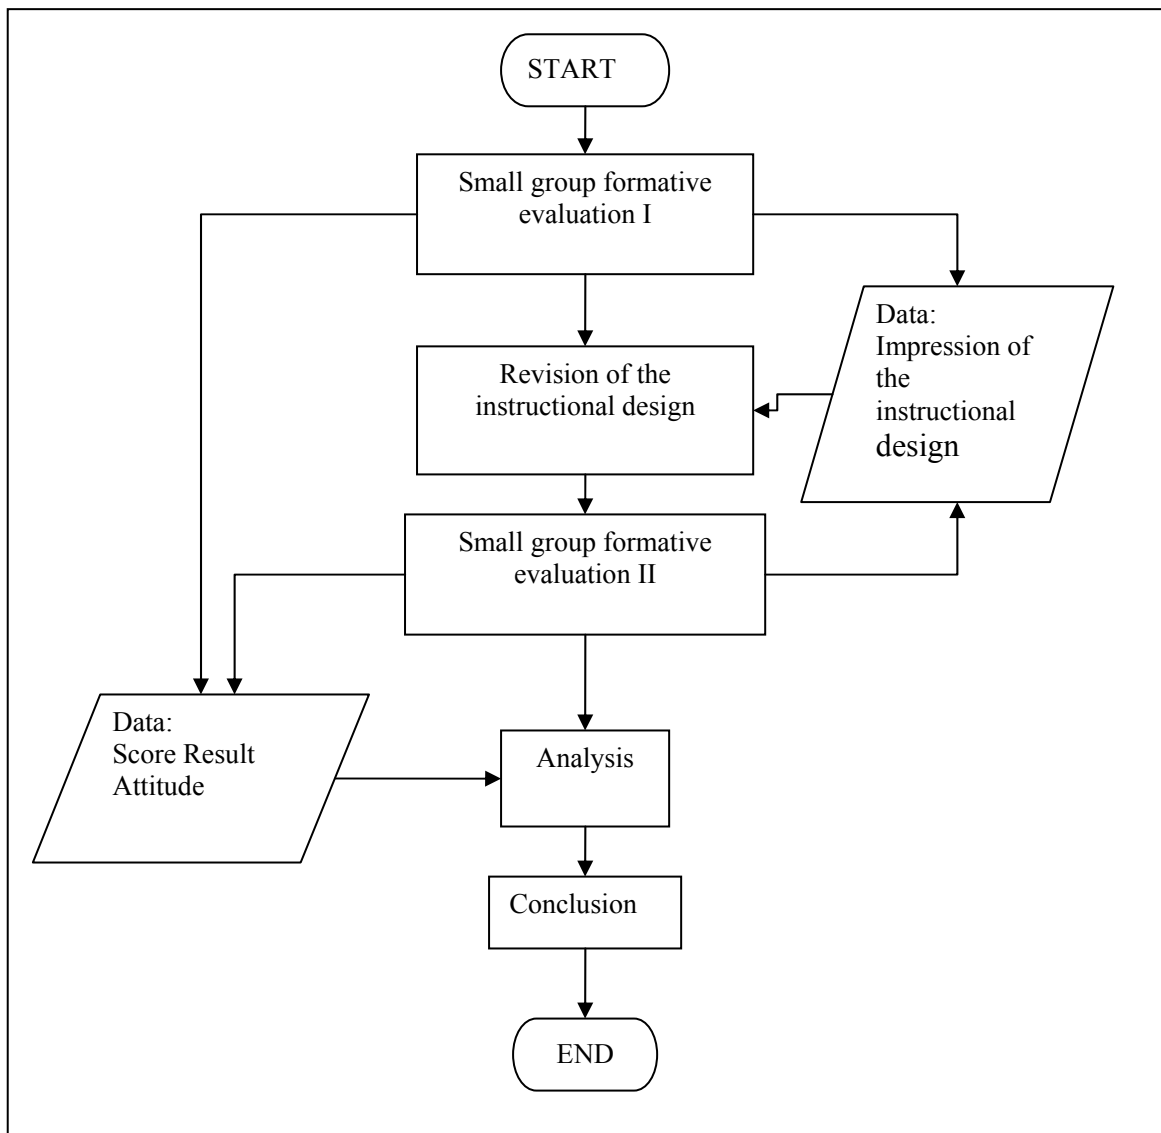 START
Small group formative
evaluation I
Data:
Impression of
the
instructional
design
Revision of the
instructional design
Small group formative
evaluation II
Data:
Score Result
Attitude
Analysis
Conclusion
END